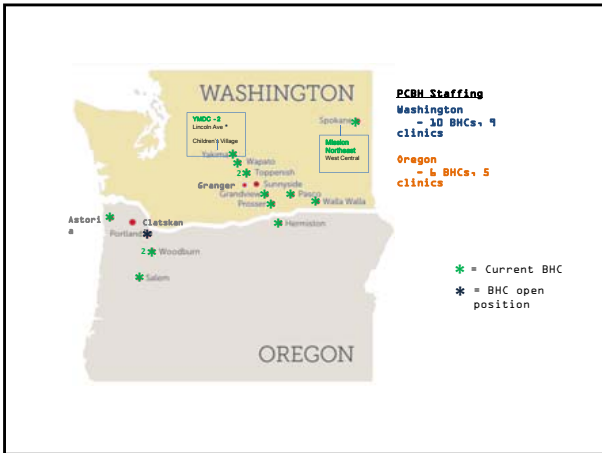 WASHINGTON
YMDC - 2
Lincoln Ave *
Children's Village
Spokane
Mission
Northeast
West Central
Yakima
Wapato
2 Toppenish
Granger
Sunnyside
Grandview
Pasco
Prosser
Walla Walla
Astori
a
Clatskan
Portland
Hermiston
2 Woodburn
Salem
OREGON
PCBH Staffing
Washington
- 10 BHCs, 9
clinics
Oregon
- 6 BHCs, 5
clinics
* = Current BHC
* = BHC open
position